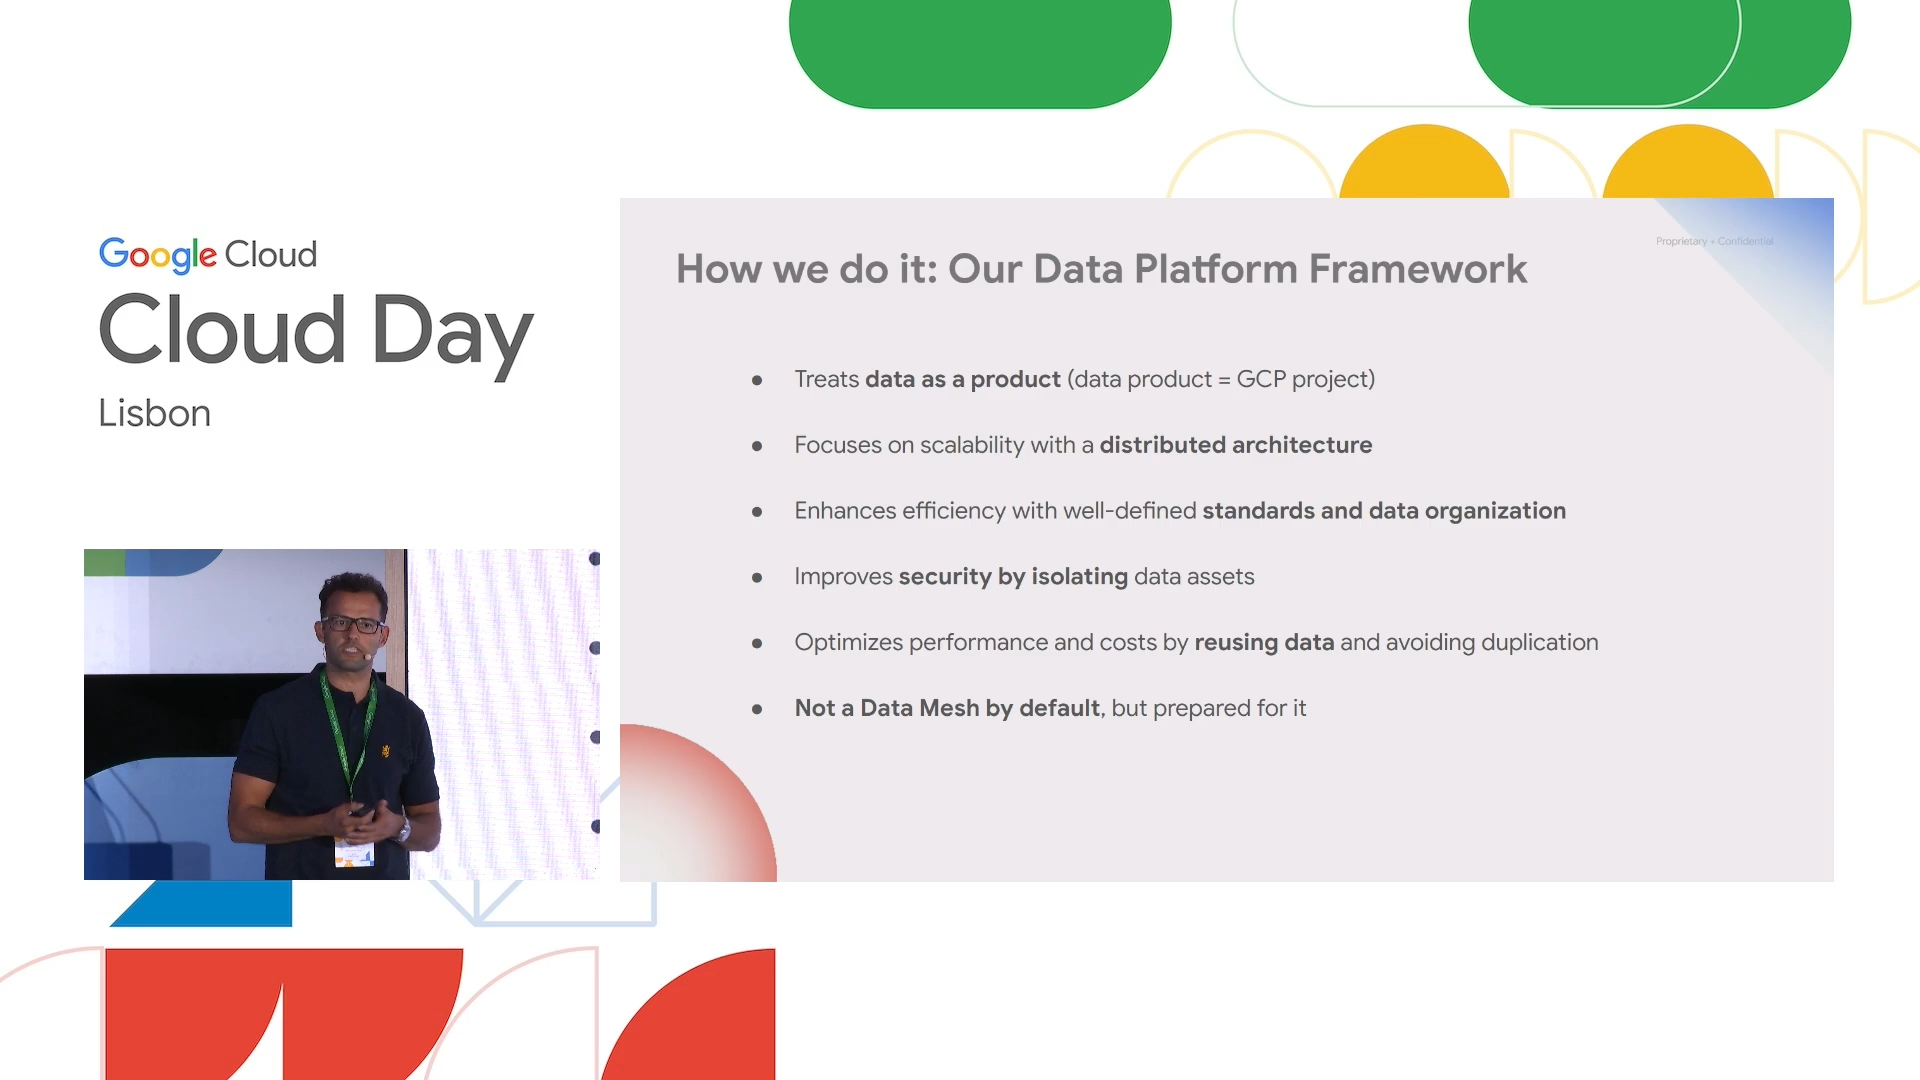 Google Cloud
Cloud Day
Lisbon
Proprietary + Confidential
How we do it: Our Data Platform Framework
● Treats data as a product (data product = GCP project)
● Focuses on scalability with a distributed architecture
● Enhances efficiency with well-defined standards and data organization
● Improves security by isolating data assets
● Optimizes performance and costs by reusing data and avoiding duplication
● Not a Data Mesh by default, but prepared for it